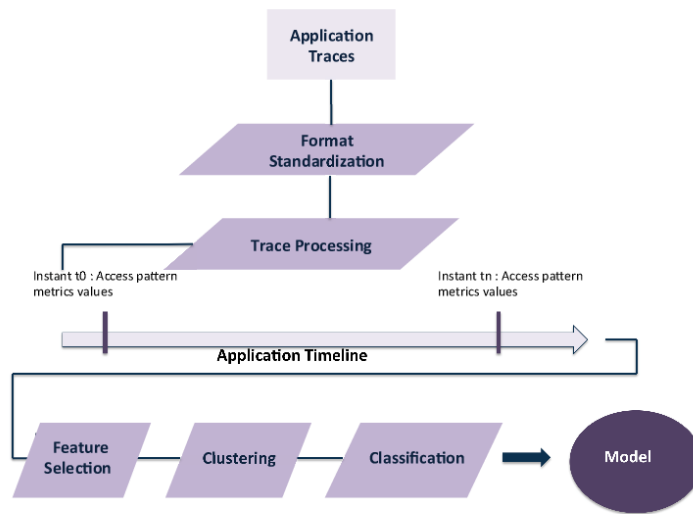 Application
Traces
Format
Standardization
Trace Processing
Instant t0 : Access pattern
metrics values
Instant tn : Access pattern
metrics values
Application Timeline
Feature
Selection
Clustering
Classification
Model